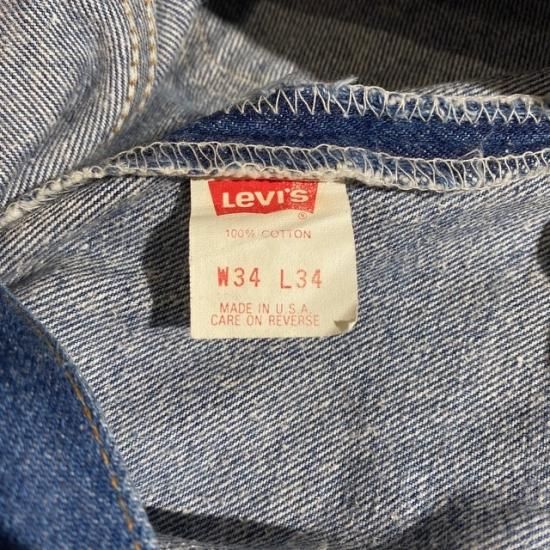 Levi's
®
100% COTTON
W34 L34
MADE IN U.S.A.
CARE ON REVERSE